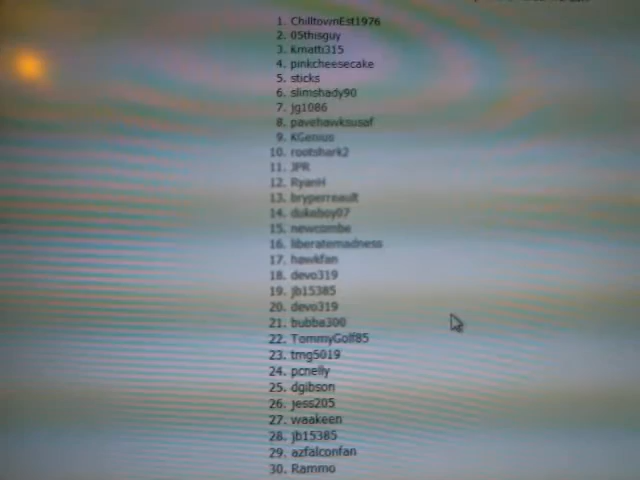 1. ChilltownEst1976
2. 05thisguy
3. Kmatti315
4. pinkcheesecake
5. sticks
6. slimshady90
7. jg1086
8. pavehawksusaf
9. KGenius
10. rootshark2
11. JPR
12. RyanH
13. bryperreault
14. dukeboy07
15. newcombe
16. liberatemadness
17. hawkfan
18. devo319
19. jb15385
20. devo319
21. bubba300
22. TommyGolf85
23. tmg5019
24. pcnelly
25. dgibson
26. jess205
27. waakeen
28. jb15385
29. azfalconfan
30. Rammo